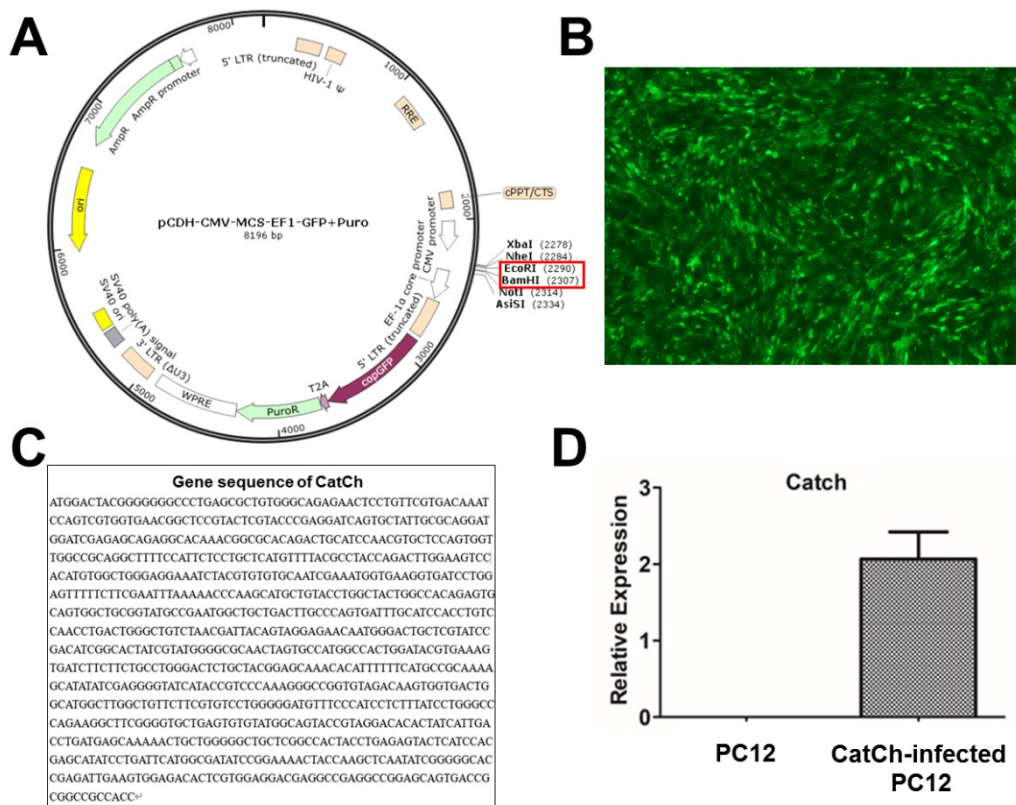 A
B
8000
1000
2000
3000
4000
5000
6000
7000
5' LTR (truncated)
HIV-1 Ψ
RRE
cPPT/CTS
CMV promoter
EF-1α core promoter
5' LTR (truncated)
copGFP
T2A
PuroR
WPRE
3' LTR (ΔU3)
SV40 poly(A) signal
SV40 ori
ori
AmpR
AmpR promoter
pCDH-CMV-MCS-EF1-GFP+Puro
8196 bp
XbaI (2278)
NheI (2284)
EcoRI (2290)
BamHI (2307)
NotI (2314)
AsiSI (2334)
C
Gene sequence of CatCh
ATGGACTACGGGGGGGCCCTGAGCGCTGTGGGCAGAGAACTCCTGTTCGTGACAAAT
CCAGTCGTGGTGAACGGCTCCGTACTCGTACCCGAGGATCAGTGCTATTGCGCAGGAT
GGATCGAGAGCAGAGGCACAAACGGCGCACAGACTGCATCCAACGTGCTCCAGTGGT
TGGCCGCAGGCTTTTCCATTCTCCTGCTCATGTTTTACGCCTACCAGACTTGGAAGTCC
ACATGTGGCTGGGAGGAAATCTACGTGTGTGCAATCGAAATGGTGAAGGTGATCCTGG
AGTTTTTCTTCGAATTTAAAAACCCAAGCATGCTGTACCTGGCTACTGGCCACAGAGTG
CAGTGGCTGCGGTATGCCGAATGGCTGCTGACTTGCCCAGTGATTTGCATCCACCTGTC
CAACCTGACTGGGCTGTCTAACGATTACAGTAGGAGAACAATGGGACTGCTCGTATCC
GACATCGGCACTATCGTATGGGGCGCAACTAGTGCCATGGCCACTGGATACGTGAAAG
TGATCTTCTTCTGCCTGGGACTCTGCTACGGAGCAAACACATTTTTTCATGCCGCAAAA
GCATATATCGAGGGGTATCATACCGTCCCAAAGGGCCGGTGTAGACAAGTGGTGACTG
GCATGGCTTGGCTGTTCTTCGTGTCCTGGGGGATGTTTCCCATCCTCTTTATCCTGGGCC
CAGAAGGCTTCGGGGTGCTGAGTGTGTATGGCAGTACCGTAGGACACACTATCATTGA
CCTGATGAGCAAAAACTGCTGGGGGCTGCTCGGCCACTACCTGAGAGTACTCATCCAC
GAGCATATCCTGATTCATGGCGATATCCGGAAAACTACCAAGCTCAATATCGGGGGCAC
CGAGATTGAAGTGGAGACACTCGTGGAGGACGAGGCCGAGGCCGGAGCAGTGACCG
CGGCCGCCACC↵
D
Catch
Relative Expression
3
2
1
0
PC12
CatCh-infected
PC12